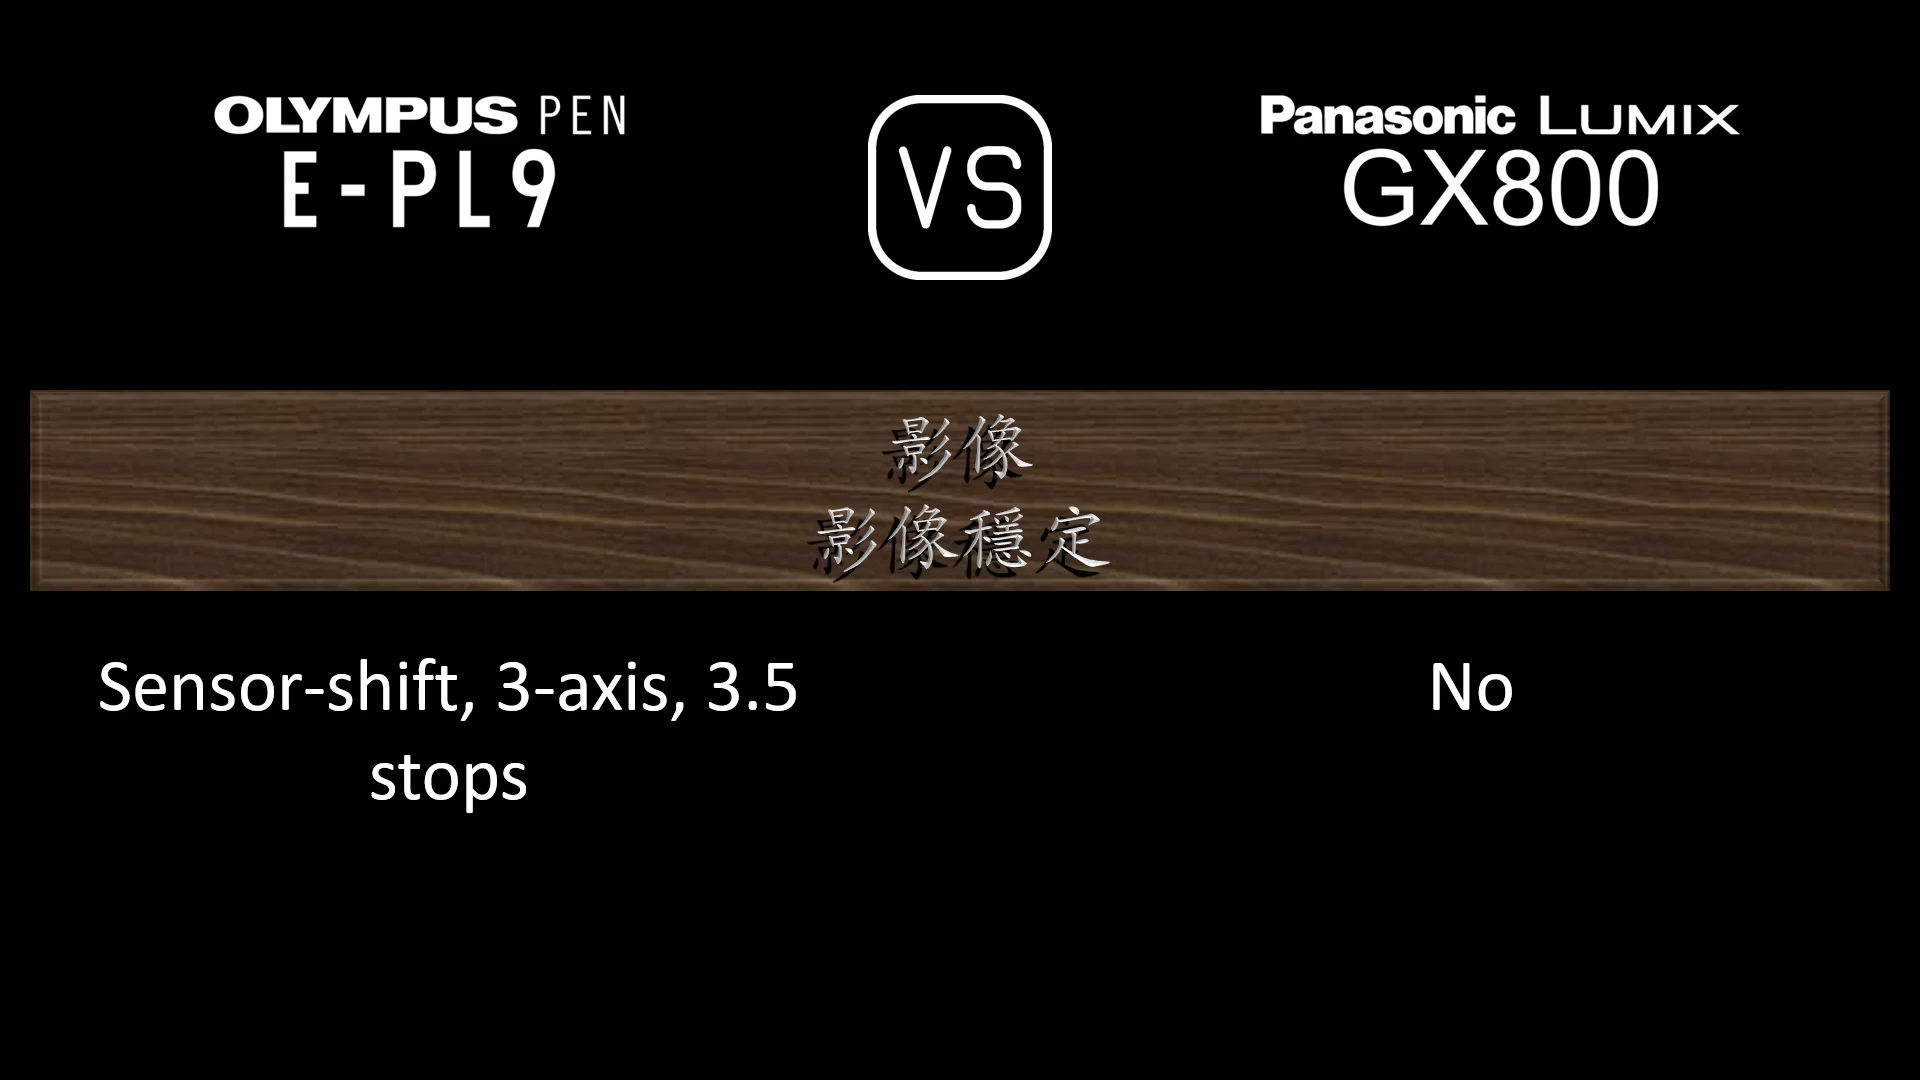 OLYMPUS PEN
E-PL9
VS
Panasonic LUMIX
GX800
影像
影像穩定
Sensor-shift, 3-axis, 3.5
stops
No